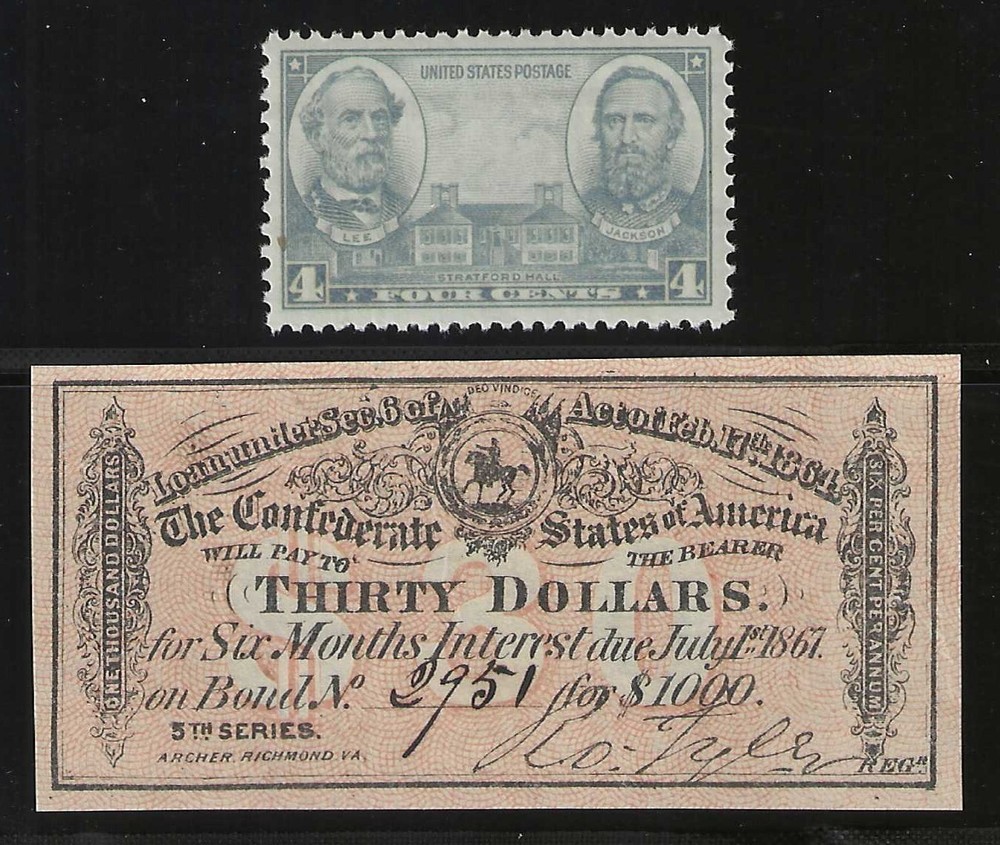 UNITED STATES POSTAGE
LEE
JACKSON
STRATFORD HALL
4 FOUR CENTS 4
DEO VINDICE
Loan under Sec. 6 of Act of Feb. 17th 1864.
The Confederate States of America
WILL PAY TO THE BEARER
$30
THIRTY DOLLARS.
for Six Months Interest due July 1st 1867.
on Bond No. 2951 for $1000.
5TH SERIES.
ARCHER, RICHMOND VA.
Ro. Tyler
REGR
ONE THOUSAND DOLLARS
SIX PER CENT PER ANNUM